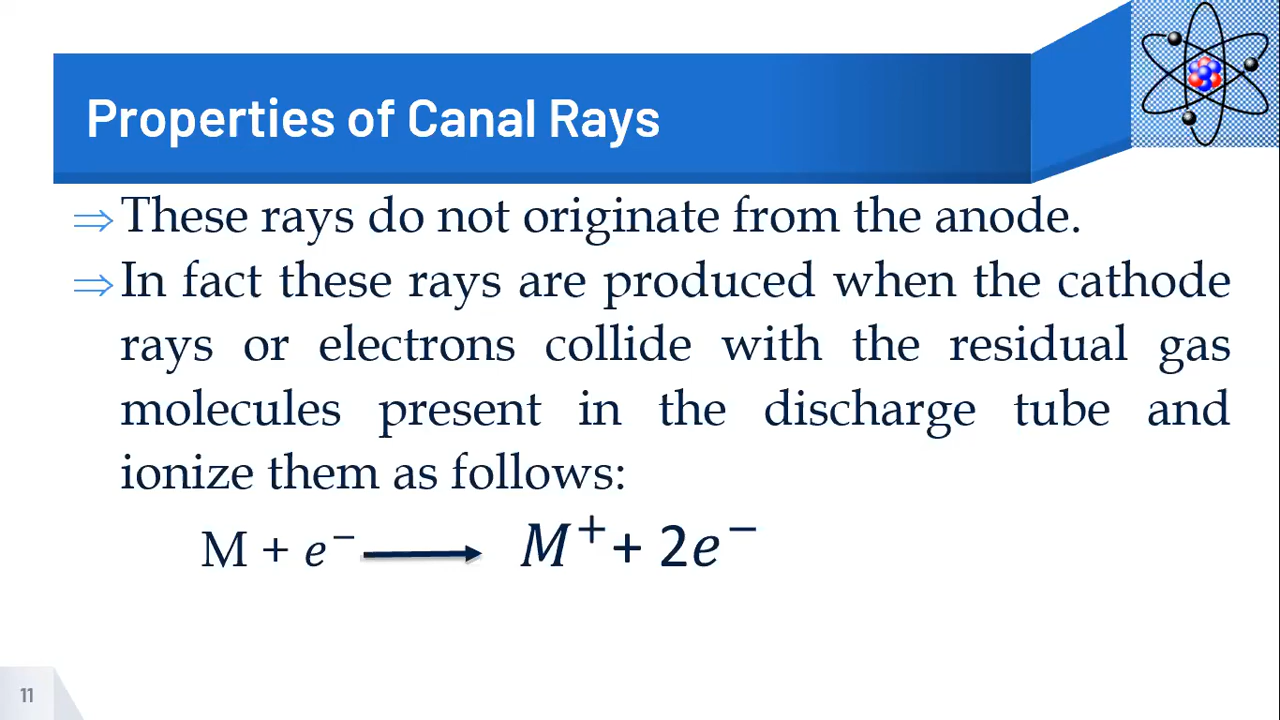 Properties of Canal Rays
⇒These rays do not originate from the anode.
⇒In fact these rays are produced when the cathode
rays or electrons collide with the residual gas
molecules present in the discharge tube and
ionize them as follows:
M + e⁻ ⟶ M⁺ + 2e⁻
11